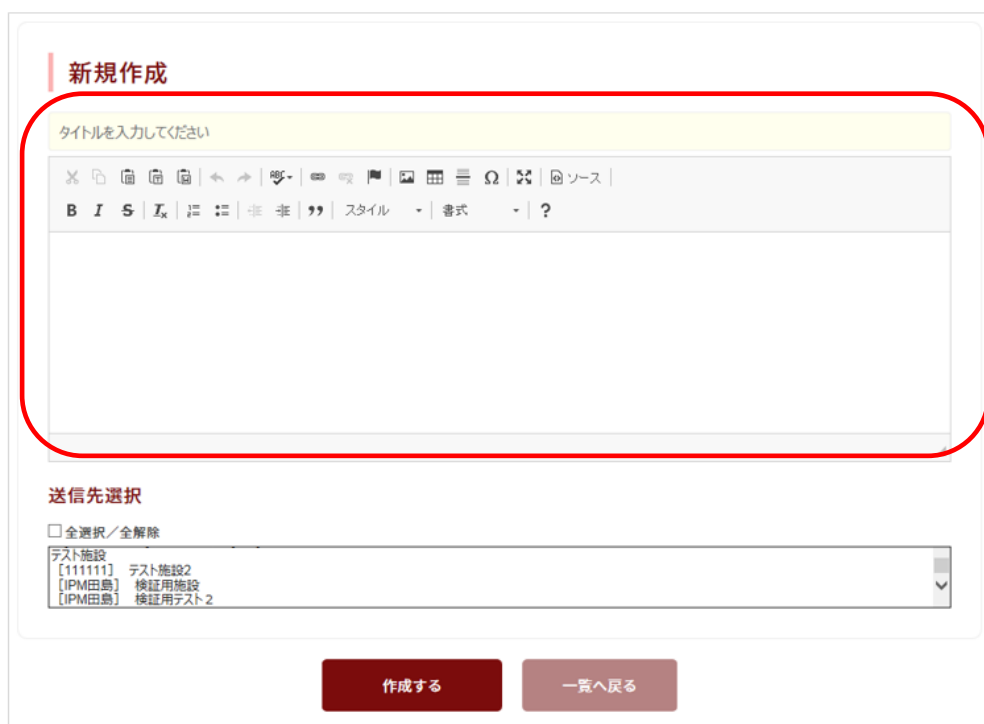 新規作成
タイトルを入力してください
ABC
Ω
ソース
B I S Tx
スタイル
書式
?
送信先選択
全選択／全解除
テスト施設
[111111] テスト施設2
[IPM田島] 検証用施設
[IPM田島] 検証用テスト2
作成する
一覧へ戻る